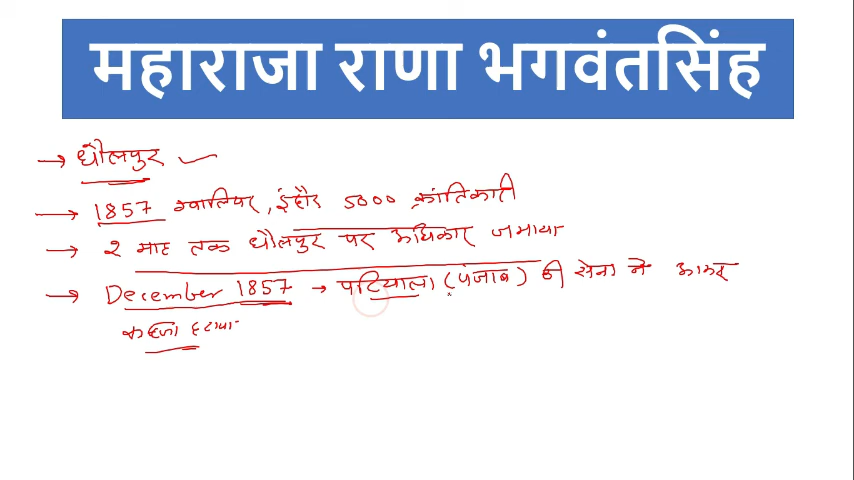 महाराजा राणा भगवंतसिंह
→ धौलपुर
→ 1857 ग्वालियर, इंदौर 5000 क्रांतिकारी
→ 2 माह तक धौलपुर पर अधिकार जमाया
→ December 1857 → पटियाला (पंजाब) की सेना ने आकर
कब्जा हटाया